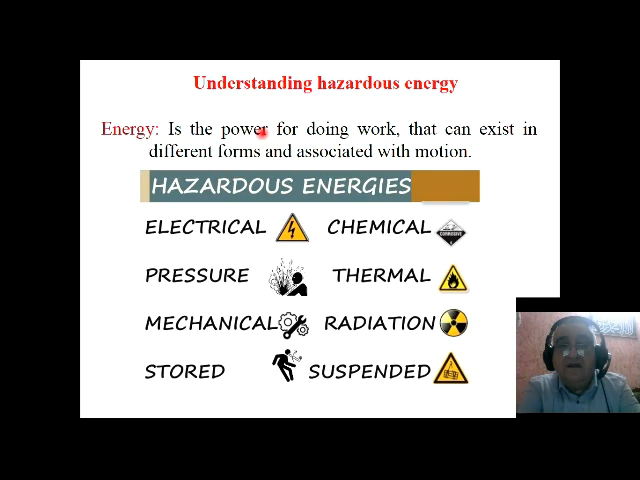 Understanding hazardous energy
Energy: Is the power for doing work, that can exist in
different forms and associated with motion.
HAZARDOUS ENERGIES
ELECTRICAL CHEMICAL
CORROSIVE
PRESSURE THERMAL
MECHANICAL RADIATION
STORED SUSPENDED